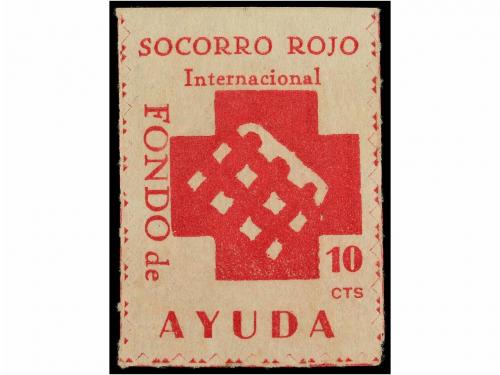 SOCORRO ROJO
Internacional
FONDO de
10
CTS
AYUDA